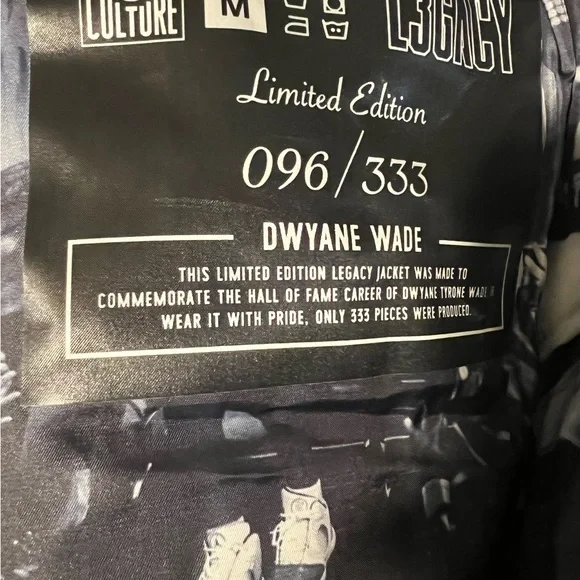 CULTURE
M
L3GACY
Limited Edition
096/333
DWYANE WADE
THIS LIMITED EDITION LEGACY JACKET WAS MADE TO
COMMEMORATE THE HALL OF FAME CAREER OF DWYANE TYRONE WADE
WEAR IT WITH PRIDE, ONLY 333 PIECES WERE PRODUCED.